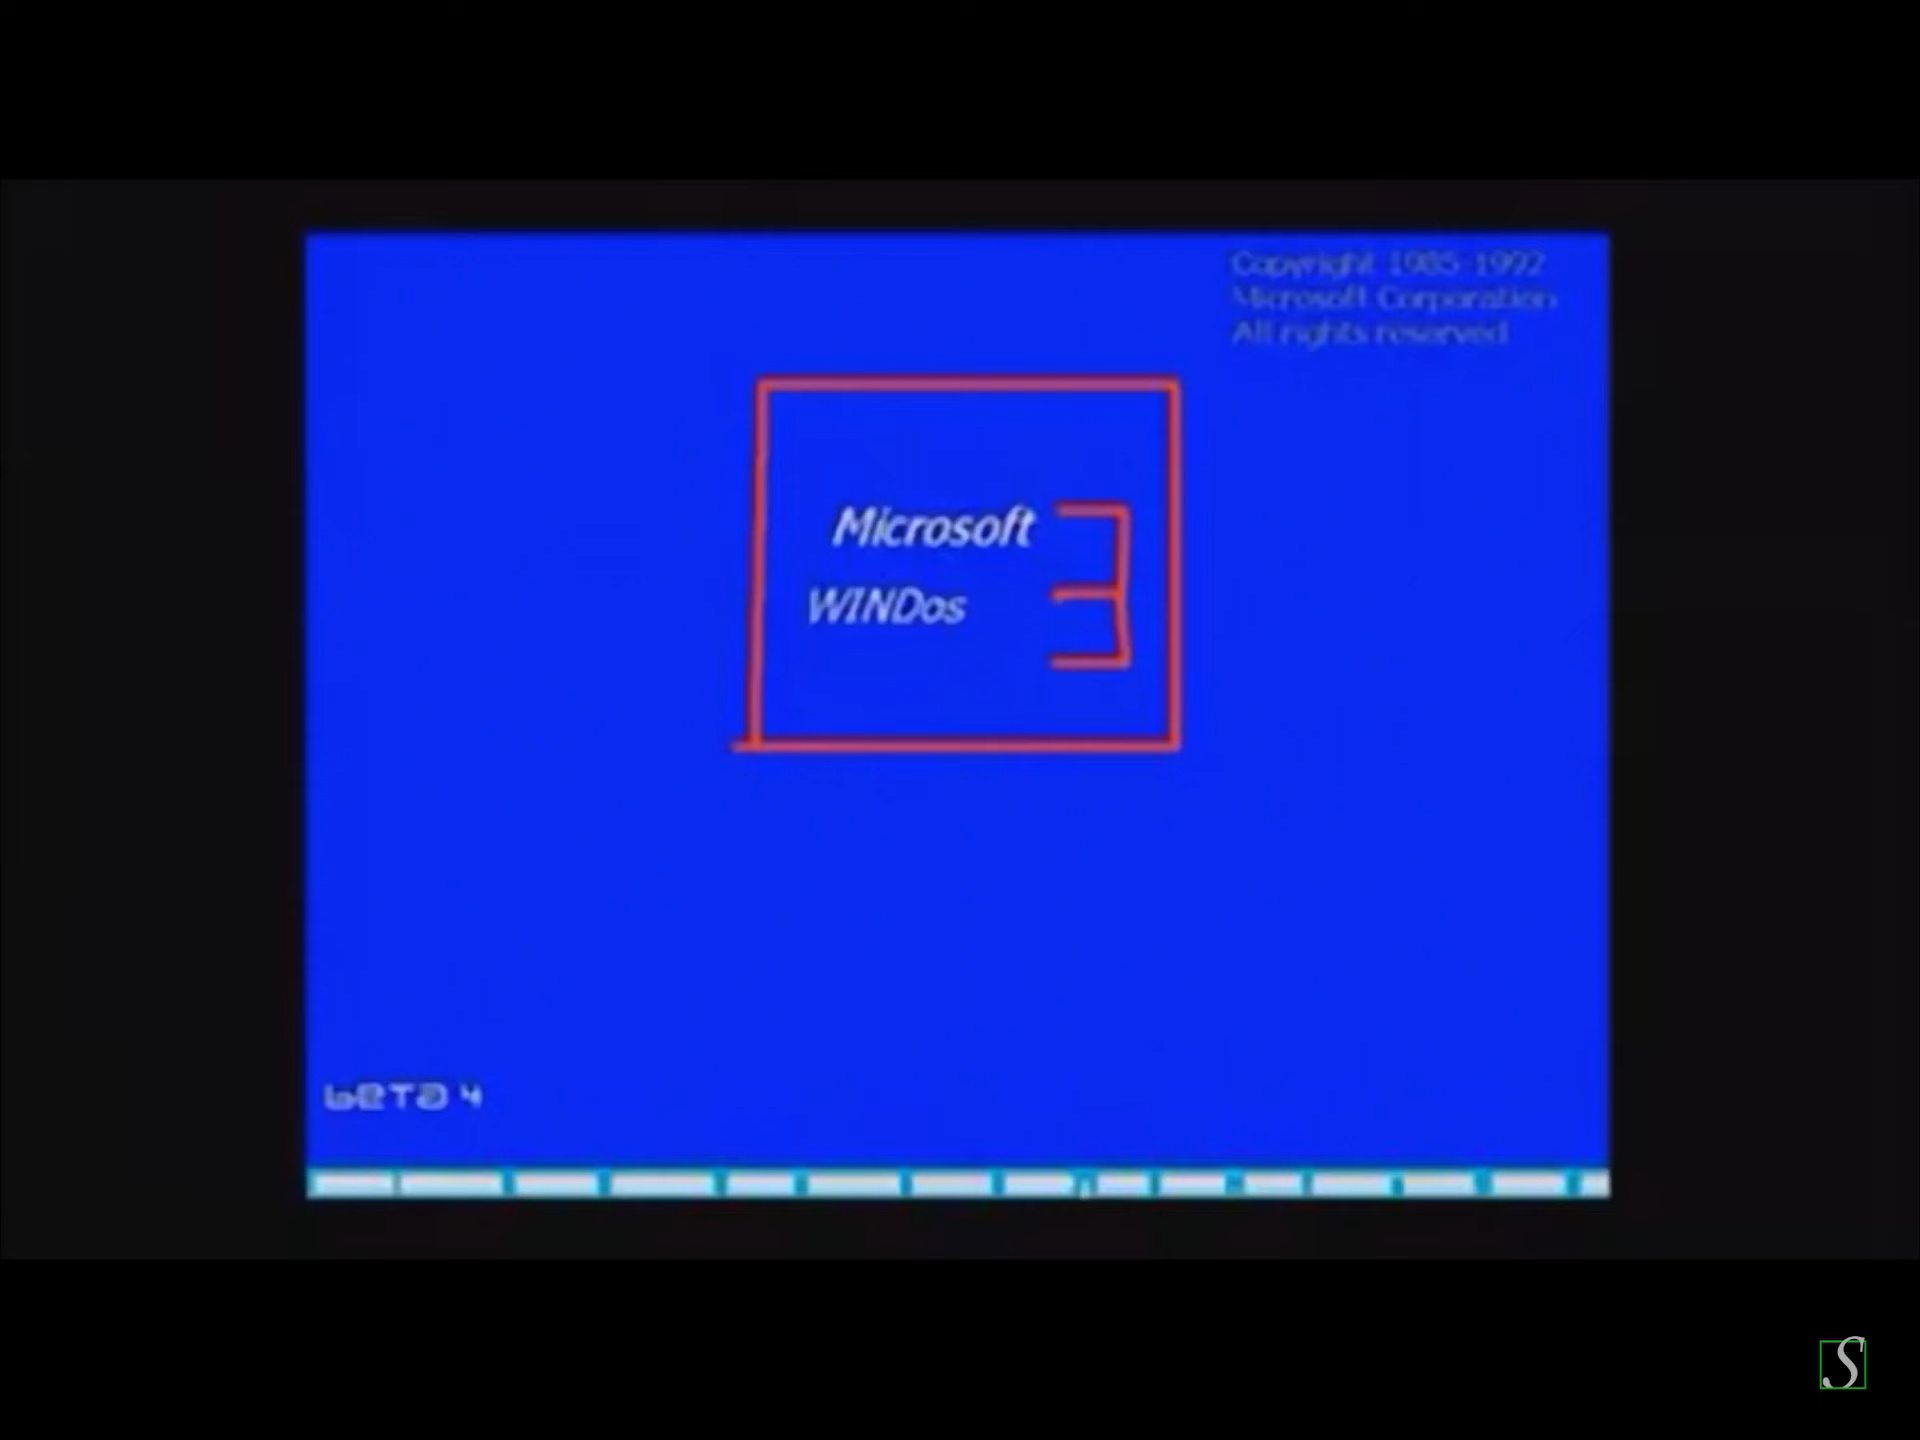 Copyright 1985-1992
Microsoft Corporation
All rights reserved
Microsoft
WINDos
3
beta 4
S